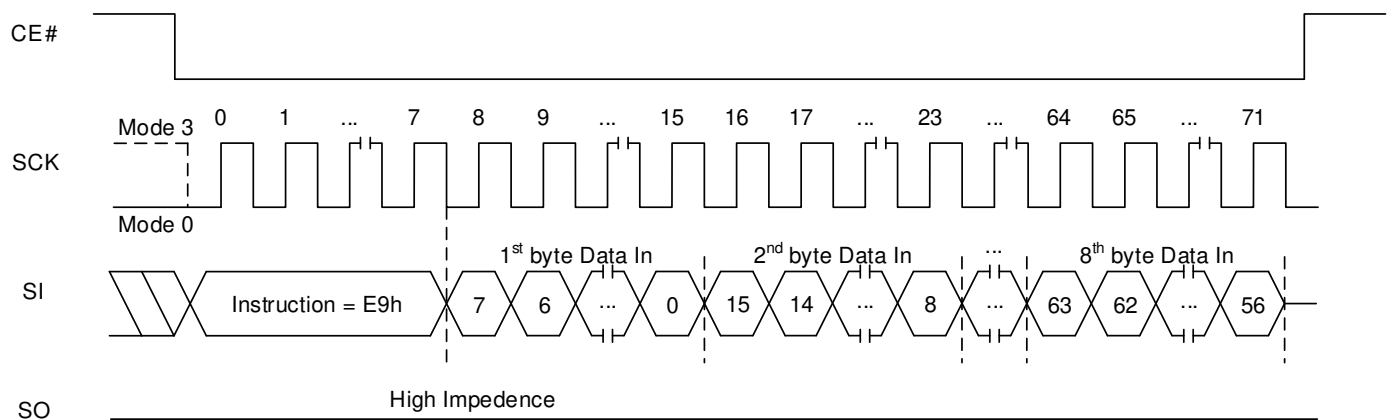 CE#
0 1 ... 7 8 9 ... 15 16 17 ... 23 ... 64 65 ... 71
Mode 3
SCK
Mode 0
1st byte Data In 2nd byte Data In ... 8th byte Data In
SI
Instruction = E9h 7 6 ... 0 15 14 ... 8 ... 63 62 ... 56
High Impedence
SO